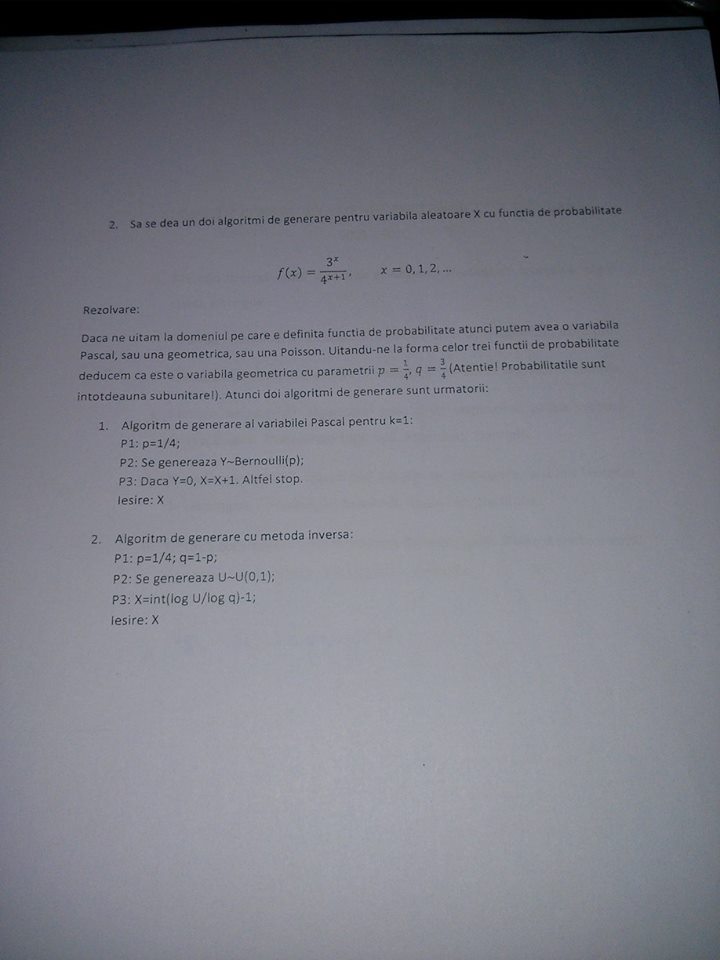 2. Sa se dea un doi algoritmi de generare pentru variabila aleatoare X cu functia de probabilitate
f(x) = 3^x / 4^(x+1), x = 0, 1, 2, ...
Rezolvare:
Daca ne uitam la domeniul pe care e definita functia de probabilitate atunci putem avea o variabila
Pascal, sau una geometrica, sau una Poisson. Uitandu-ne la forma celor trei functii de probabilitate
deducem ca este o variabila geometrica cu parametrii p = 1/4, q = 3/4 (Atentie! Probabilitatile sunt
intotdeauna subunitare!). Atunci doi algoritmi de generare sunt urmatorii:
1. Algoritm de generare al variabilei Pascal pentru k=1:
P1: p=1/4;
P2: Se genereaza Y~Bernoulli(p);
P3: Daca Y=0, X=X+1. Altfel stop.
Iesire: X
2. Algoritm de generare cu metoda inversa:
P1: p=1/4; q=1-p;
P2: Se genereaza U~U(0,1);
P3: X=int(log U/log q)-1;
Iesire: X